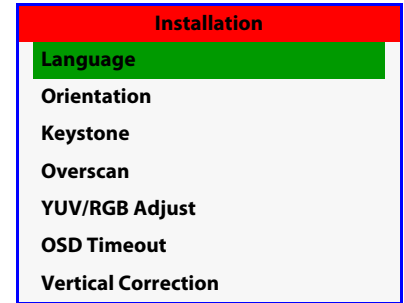 Installation
Language
Orientation
Keystone
Overscan
YUV/RGB Adjust
OSD Timeout
Vertical Correction